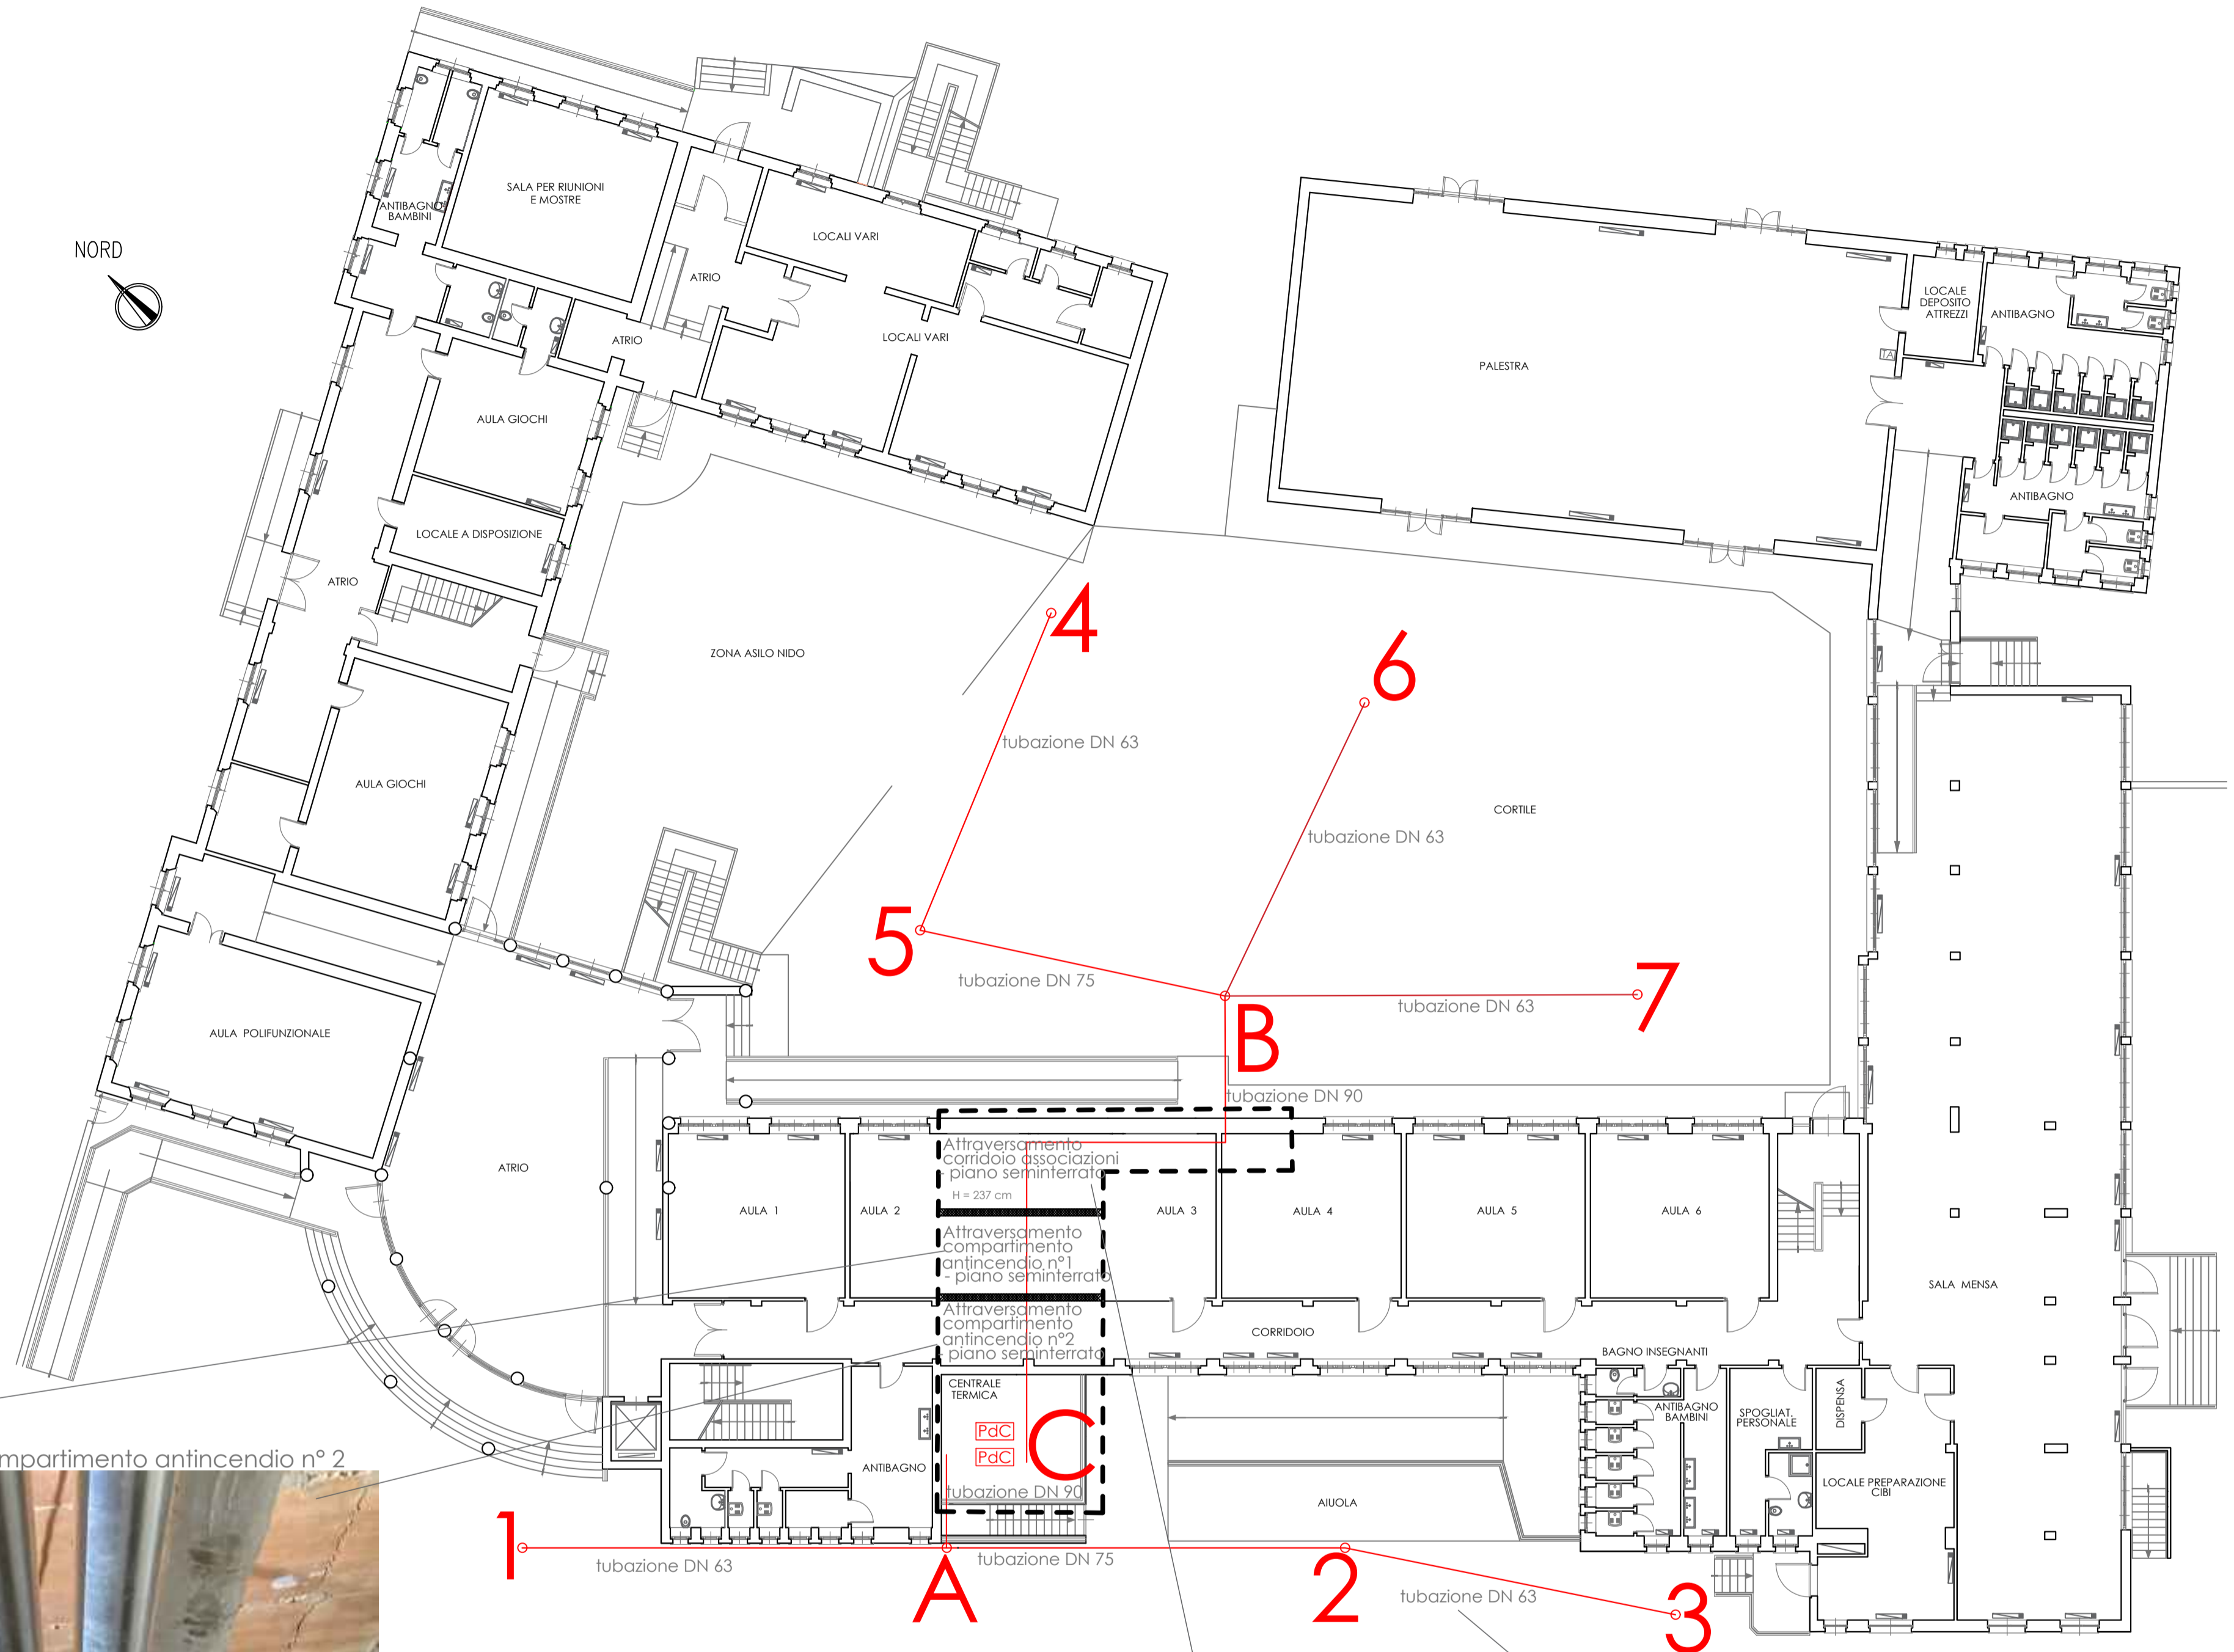 NORD
SALA PER RIUNIONI
E MOSTRE
ANTIBAGNO
BAMBINI
LOCALI VARI
ATRIO
ATRIO
LOCALI VARI
AULA GIOCHI
LOCALE A DISPOSIZIONE
ATRIO
AULA GIOCHI
AULA POLIFUNZIONALE
ATRIO
ZONA ASILO NIDO
PALESTRA
TA
LOCALE
DEPOSITO
ATTREZZI
ANTIBAGNO
ANTIBAGNO
4
tubazione DN 63
6
tubazione DN 63
CORTILE
5
tubazione DN 75
B
tubazione DN 63
7
tubazione DN 90
Attraversamento
corridoio associazioni
- piano seminterrato
H = 237 cm
Attraversamento
compartimento
antincendio n°1
- piano seminterrato
Attraversamento
compartimento
antincendio n°2
- piano seminterrato
AULA 1
AULA 2
AULA 3
AULA 4
AULA 5
AULA 6
SALA MENSA
CORRIDOIO
BAGNO INSEGNANTI
CENTRALE
TERMICA
PdC
PdC
C
tubazione DN 90
ANTIBAGNO
ANTIBAGNO
BAMBINI
SPOGLIAT.
PERSONALE
DISPENSA
LOCALE PREPARAZIONE
CIBI
AIUOLA
mpartimento antincendio n° 2
1
tubazione DN 63
A
tubazione DN 75
2
tubazione DN 63
3